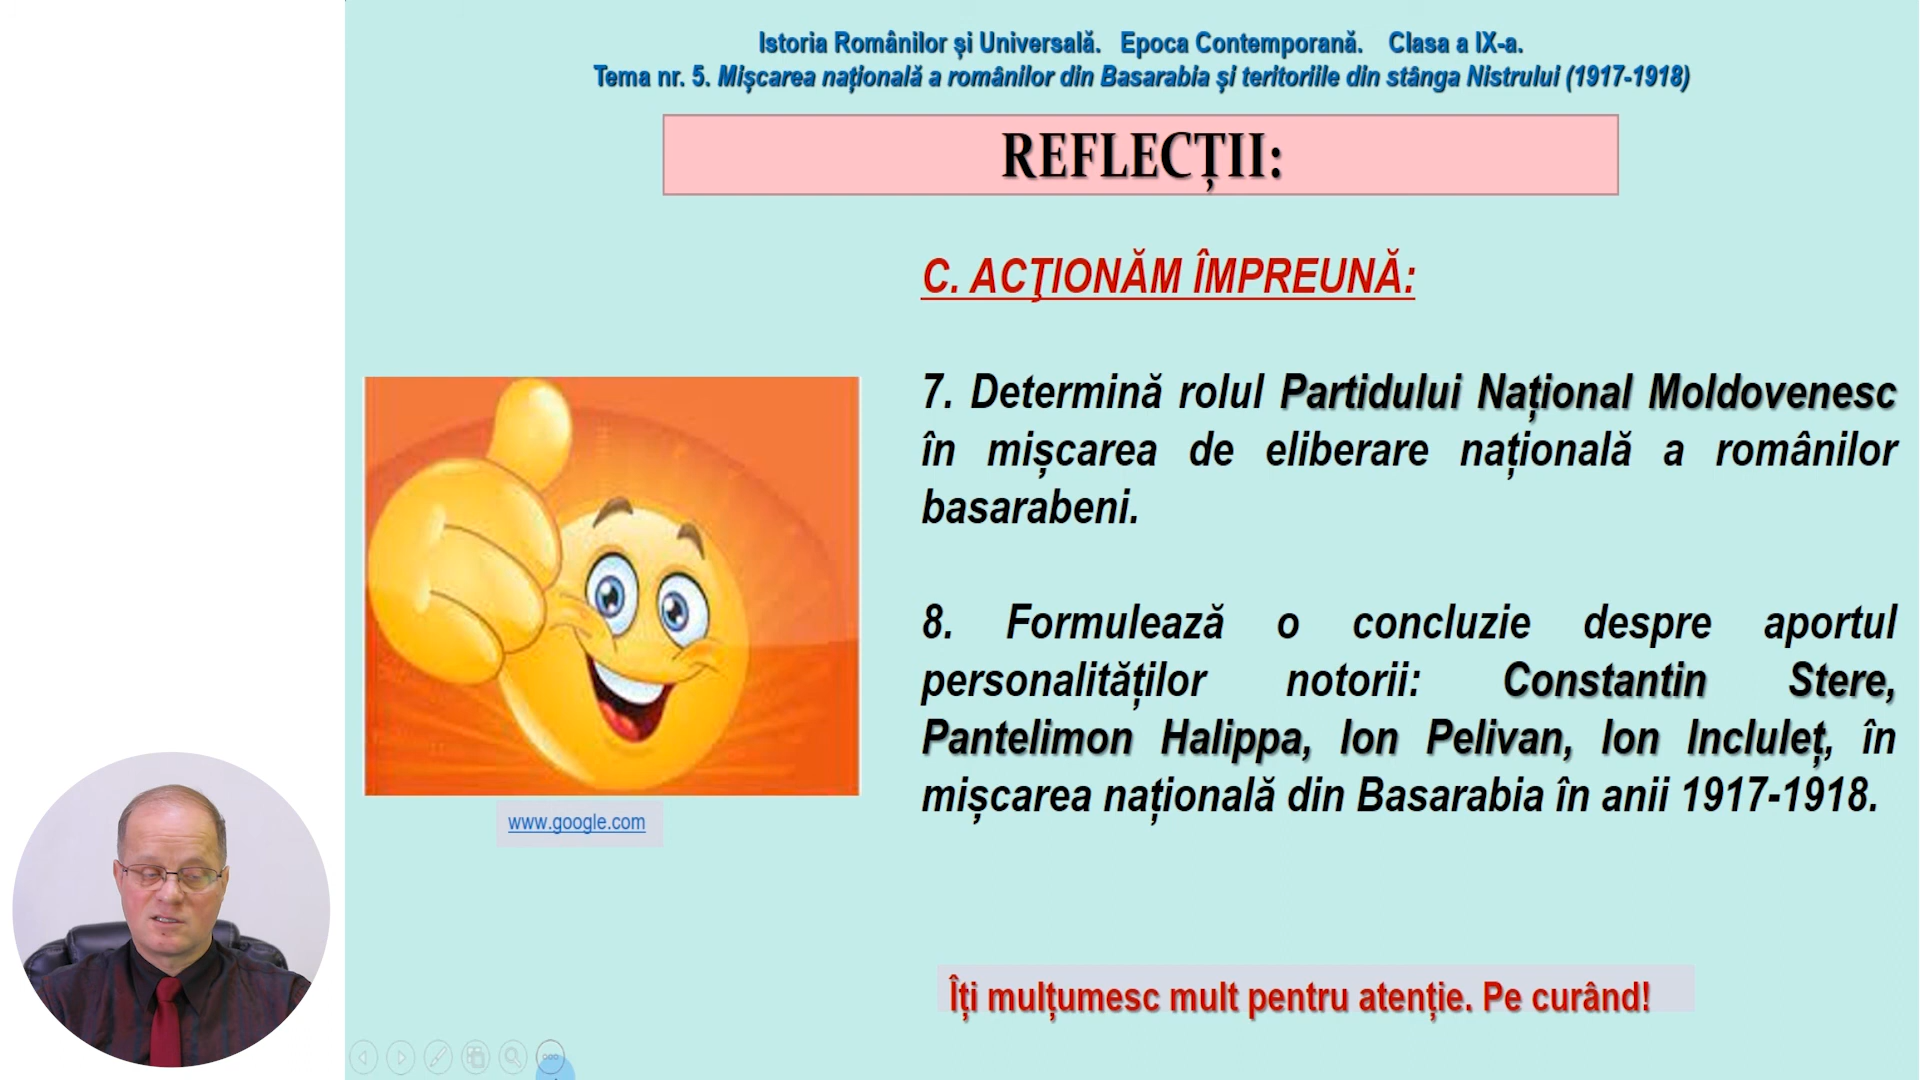 Istoria Românilor și Universală. Epoca Contemporană. Clasa a IX-a.
Tema nr. 5. Mișcarea națională a românilor din Basarabia și teritoriile din stânga Nistrului (1917-1918)
REFLECȚII:
C. ACŢIONĂM ÎMPREUNĂ:
7. Determină rolul Partidului Național Moldovenesc
în mișcarea de eliberare națională a românilor
basarabeni.
8. Formulează o concluzie despre aportul
personalităților notorii: Constantin Stere,
Pantelimon Halippa, Ion Pelivan, Ion Incluleț, în
mișcarea națională din Basarabia în anii 1917-1918.
www.google.com
Îți mulțumesc mult pentru atenție. Pe curând!